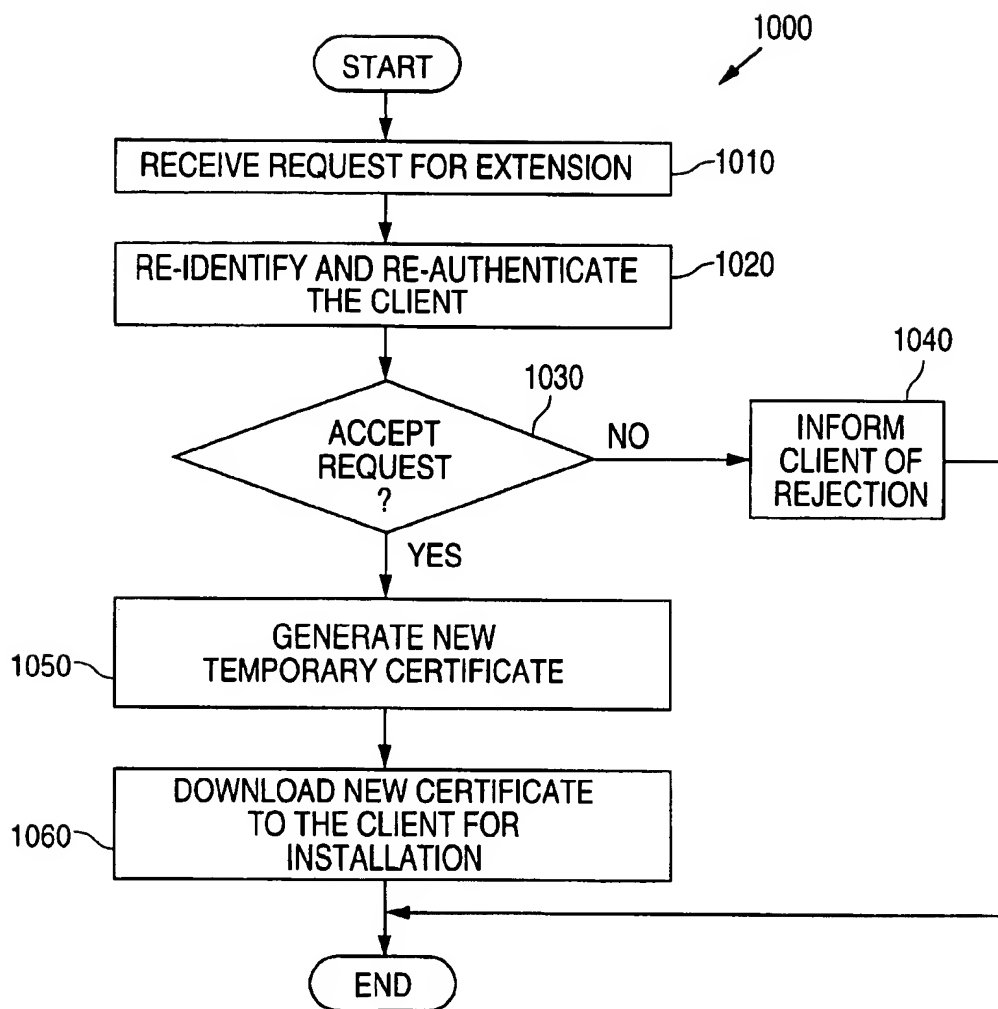 1000
START
RECEIVE REQUEST FOR EXTENSION
1010
RE-IDENTIFY AND RE-AUTHENTICATE
THE CLIENT
1020
1030
ACCEPT
REQUEST
?
NO
1040
INFORM
CLIENT OF
REJECTION
YES
1050
GENERATE NEW
TEMPORARY CERTIFICATE
1060
DOWNLOAD NEW CERTIFICATE
TO THE CLIENT FOR
INSTALLATION
END